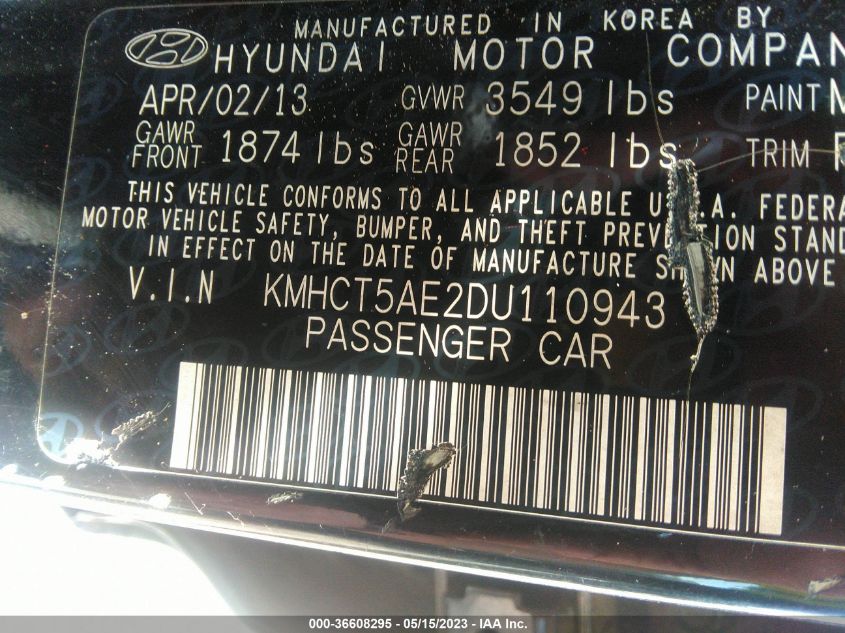 MANUFACTURED IN KOREA BY
HYUNDAI MOTOR COMPAN
APR/02/13 GVWR 3549 lbs PAINT
GAWR FRONT 1874 lbs GAWR REAR 1852 lbs TRIM
THIS VEHICLE CONFORMS TO ALL APPLICABLE U. .A. FEDERA
MOTOR VEHICLE SAFETY, BUMPER, AND THEFT PREV TION STAND
IN EFFECT ON THE DATE OF MANUFACTURE SHOWN ABOVE
V.I.N KMHCT5AE2DU110943
PASSENGER CAR
000-36608295 - 05/15/2023 - IAA Inc.